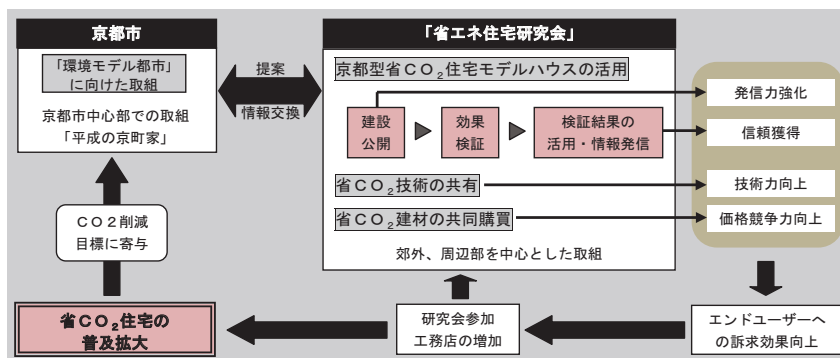 京都市
「環境モデル都市」
に向けた取組
京都市中心部での取組
「平成の京町家」
提案
情報交換
「省エネ住宅研究会」
京都型省CO₂住宅モデルハウスの活用
建設
公開
効果
検証
検証結果の
活用・情報発信
省CO₂技術の共有
省CO₂建材の共同購買
郊外、周辺部を中心とした取組
発信力強化
信頼獲得
技術力向上
価格競争力向上
エンドユーザーへ
の訴求効果向上
研究会参加
工務店の増加
省CO₂住宅の
普及拡大
CO2削減
目標に寄与